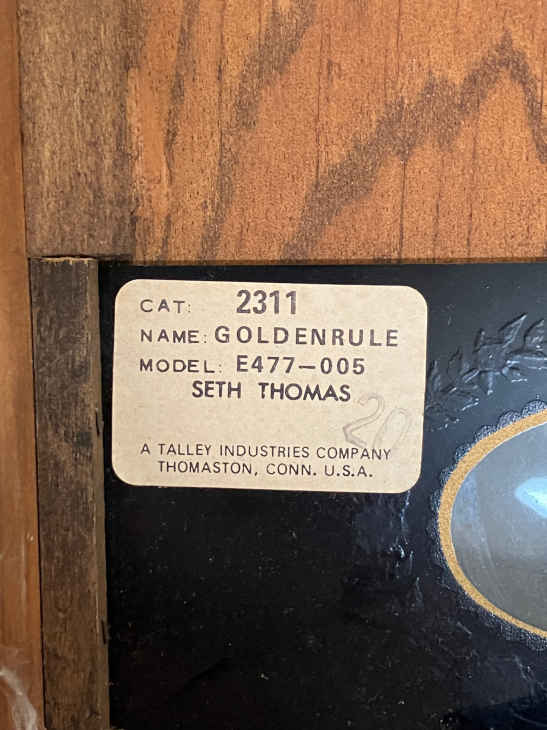 CAT: 2311
NAME: GOLDENRULE
MODEL: E477-005
SETH THOMAS
20
A TALLEY INDUSTRIES COMPANY
THOMASTON, CONN. U.S.A.